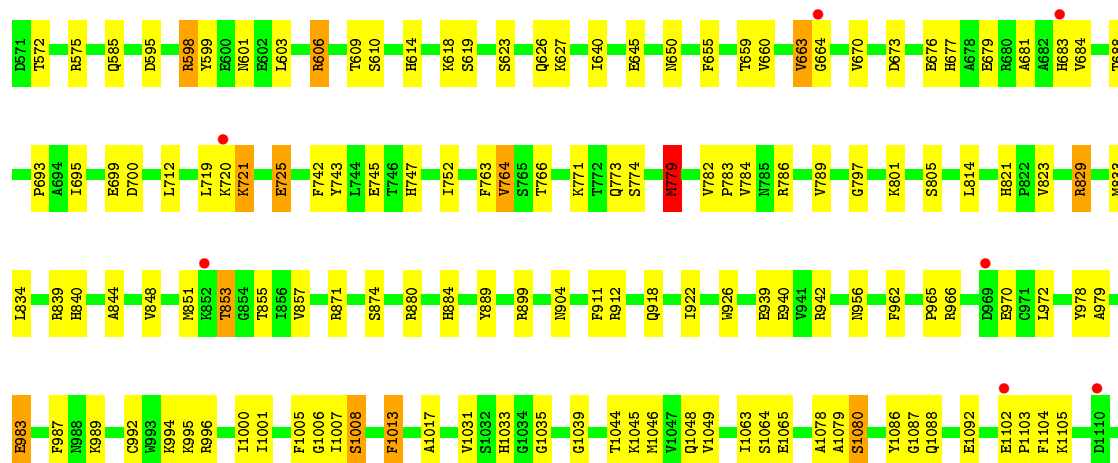 D571 T572 R575 Q585 D595 R598 Y599 E600 N601 E602 L603 R606 T609 S610 H614 K618 S619 S623 Q626 K627 I640 E645 N650 F655 T659 V660 V663 G664 V670 D673 E676 H677 A678 E679 R680 A681 A682 H683 V684 T688
P693 A694 I695 E699 D700 L712 L719 K720 K721 E725 F742 Y743 L744 E745 T746 H747 I752 F763 V764 S765 T766 K771 T772 Q773 S774 M779 V782 P783 V784 N785 R786 V789 G797 K801 S805 L814 H821 P822 V823 R829 M833
L834 R839 H840 A844 V848 M851 K852 T853 G854 T855 I856 V857 R871 S874 R880 H884 Y889 R899 N904 F911 R912 Q918 I922 W926 E939 E940 V941 R942 N956 F962 P965 R966 D969 E970 C971 L972 Y978 A979
E983 F987 N988 K989 C992 W993 K994 K995 R996 I1000 I1001 F1005 G1006 I1007 S1008 F1013 A1017 V1031 S1032 H1033 G1034 G1035 G1039 T1044 K1045 M1046 V1047 Q1048 V1049 I1063 S1064 E1065 A1078 A1079 S1080 Y1086 G1087 Q1088 E1092 E1102 P1103 F1104 K1105 D1110